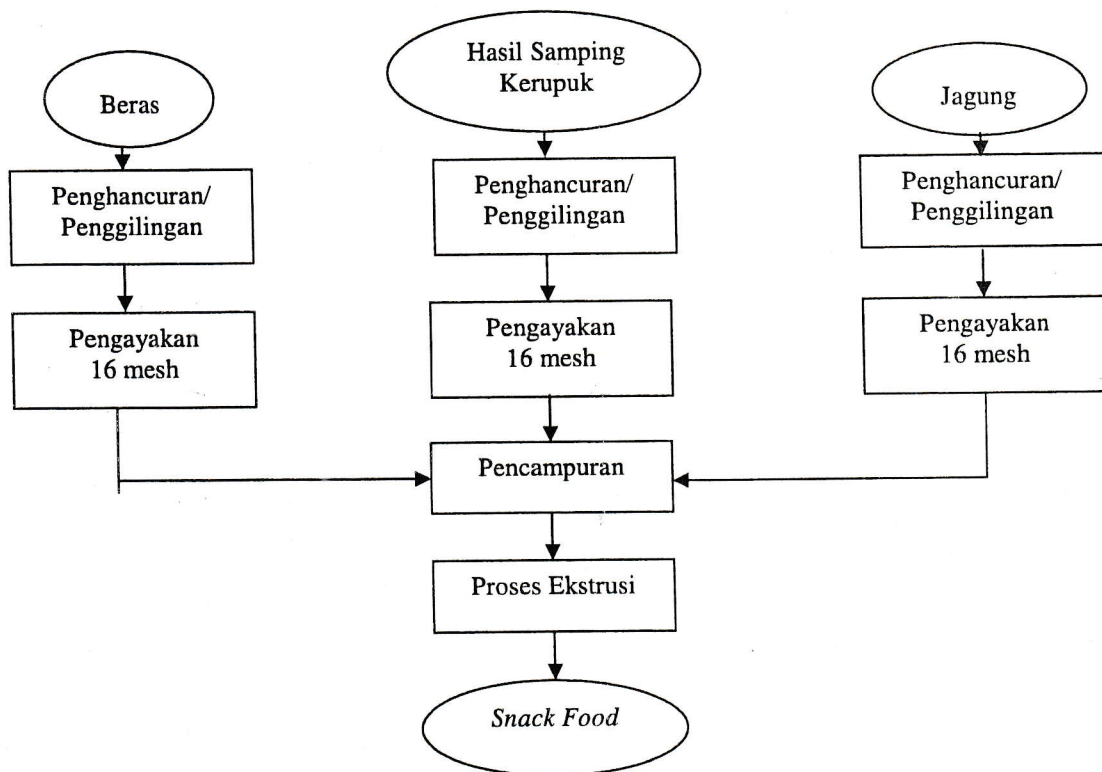 Beras
Hasil Samping
Kerupuk
Jagung
Penghancuran/
Penggilingan
Penghancuran/
Penggilingan
Penghancuran/
Penggilingan
Pengayakan
16 mesh
Pengayakan
16 mesh
Pengayakan
16 mesh
Pencampuran
Proses Ekstrusi
Snack Food